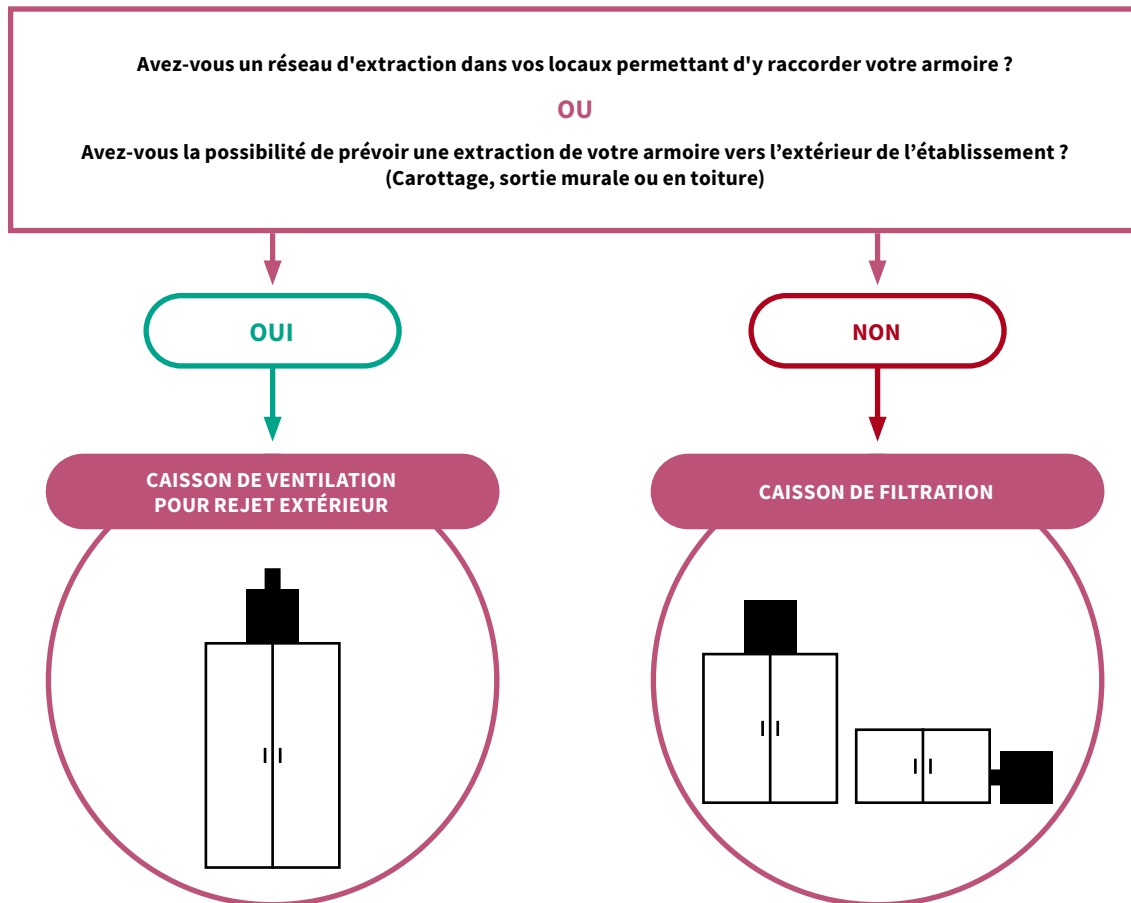 Avez-vous un réseau d'extraction dans vos locaux permettant d'y raccorder votre armoire ?
OU
Avez-vous la possibilité de prévoir une extraction de votre armoire vers l’extérieur de l’établissement ?
(Carottage, sortie murale ou en toiture)
OUI
NON
CAISSON DE VENTILATION
POUR REJET EXTÉRIEUR
CAISSON DE FILTRATION